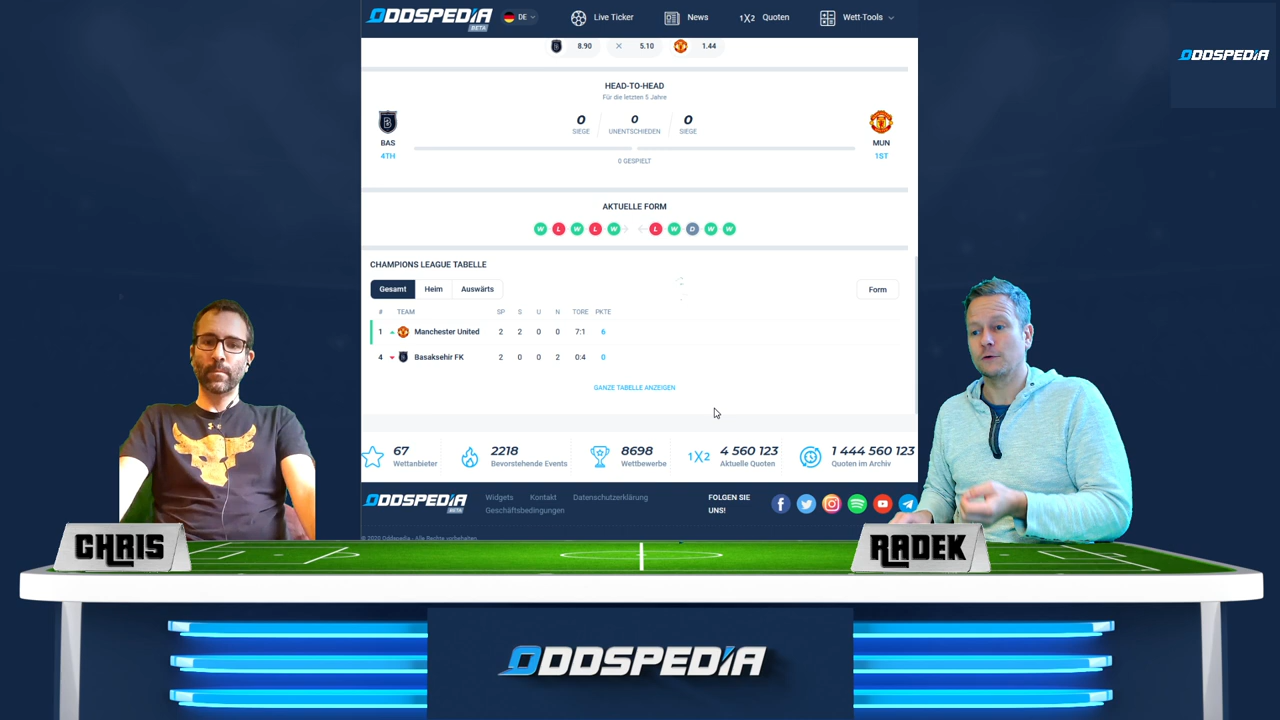 ODDSPEDIA
BETA
DE
Live Ticker
News
1X2 Quoten
Wett-Tools
ODDSPEDIA
8.90
X 5.10
1.44
HEAD-TO-HEAD
Für die letzten 5 Jahre
0 0 0
SIEGE UNENTSCHIEDEN SIEGE
BAS MUN
4TH 1ST
0 GESPIELT
AKTUELLE FORM
W L W L W L W D W W
CHAMPIONS LEAGUE TABELLE
Gesamt Heim Auswärts Form
# TEAM SP S U N TORE PKTE
1 Manchester United 2 2 0 0 7:1 6
4 Basaksehir FK 2 0 0 2 0:4 0
GANZE TABELLE ANZEIGEN
67 2218 8698 1X2 4 560 123 1 444 560 123
Wettanbieter Bevorstehende Events Wettbewerbe Aktuelle Quoten Quoten im Archiv
ODDSPEDIA
BETA
Widgets Kontakt Datenschutzerklärung
Geschäftsbedingungen
FOLGEN SIE
UNS!
© 2020 Oddspedia - Alle Rechte vorbehalten.
CHRIS
RADEK
ODDSPEDIA